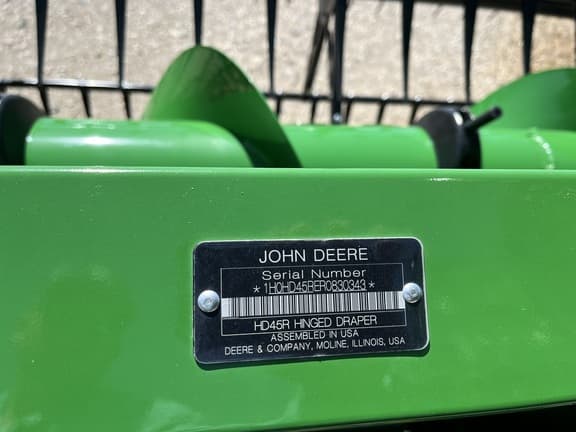 JOHN DEERE
Serial Number
*1H0HD45RER0830343*
HD45R HINGED DRAPER
ASSEMBLED IN USA
DEERE & COMPANY, MOLINE, ILLINOIS, USA